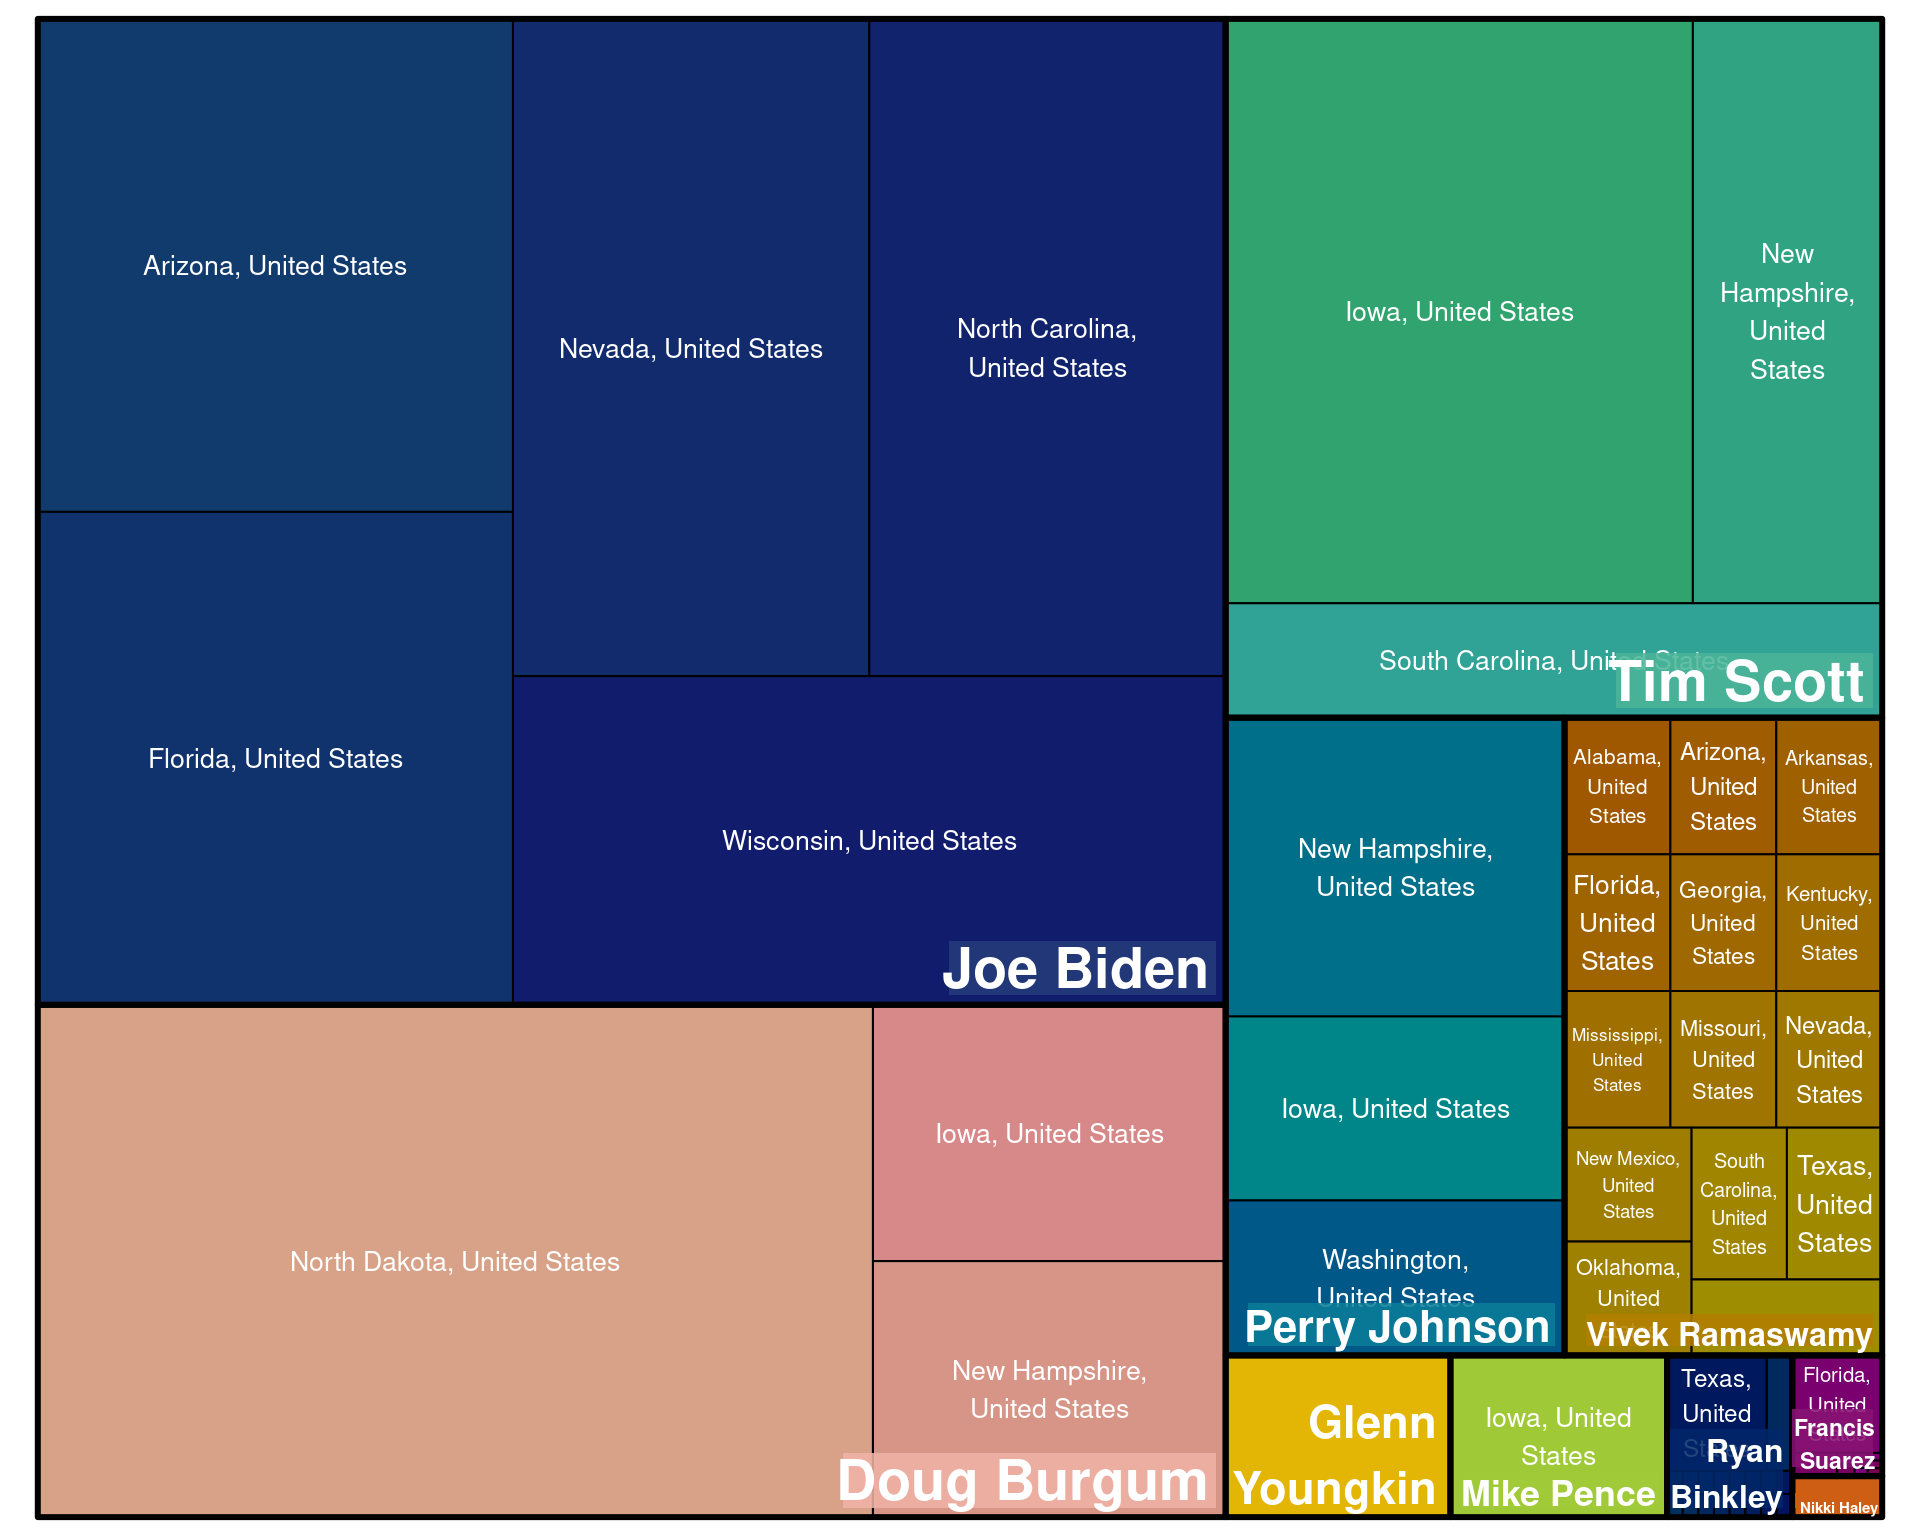 Arizona, United States
Florida, United States
Nevada, United States
North Carolina,
United States
Wisconsin, United States
Joe Biden
North Dakota, United States
Iowa, United States
New Hampshire,
United States
Doug Burgum
Iowa, United States
New
Hampshire,
United
States
South Carolina, United States
Tim Scott
New Hampshire,
United States
Iowa, United States
Washington,
United States
Perry Johnson
Alabama,
United
States
Arizona,
United
States
Arkansas,
United
States
Florida,
United
States
Georgia,
United
States
Kentucky,
United
States
Mississippi,
United
States
Missouri,
United
States
Nevada,
United
States
New Mexico,
United
States
South
Carolina,
United
States
Texas,
United
States
Oklahoma,
United
Vivek Ramaswamy
Glenn
Youngkin
Iowa, United
States
Mike Pence
Texas,
United
Ryan
Binkley
Florida,
United
Francis
Suarez
Nikki Haley